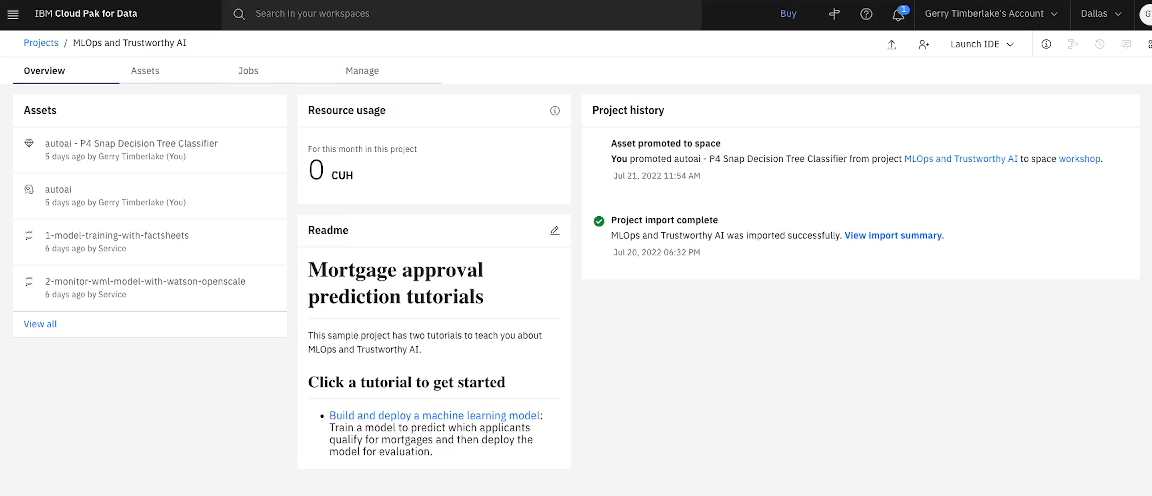 IBM Cloud Pak for Data
Search in your workspaces
Buy
1
Gerry Timberlake's Account
Dallas
Projects / MLOps and Trustworthy AI
Launch IDE
Overview
Assets
Jobs
Manage
Assets
autoai - P4 Snap Decision Tree Classifier
5 days ago by Gerry Timberlake (You)
autoai
5 days ago by Gerry Timberlake (You)
1-model-training-with-factsheets
6 days ago by Service
2-monitor-wml-model-with-watson-openscale
6 days ago by Service
View all
Resource usage
For this month in this project
0 CUH
Readme
Mortgage approval
prediction tutorials
This sample project has two tutorials to teach you about
MLOps and Trustworthy AI.
Click a tutorial to get started
• Build and deploy a machine learning model:
Train a model to predict which applicants
qualify for mortgages and then deploy the
model for evaluation.
Project history
Asset promoted to space
You promoted autoai - P4 Snap Decision Tree Classifier from project MLOps and Trustworthy AI to space workshop.
Jul 21, 2022 11:54 AM
Project import complete
MLOps and Trustworthy AI was imported successfully. View import summary.
Jul 20, 2022 06:32 PM